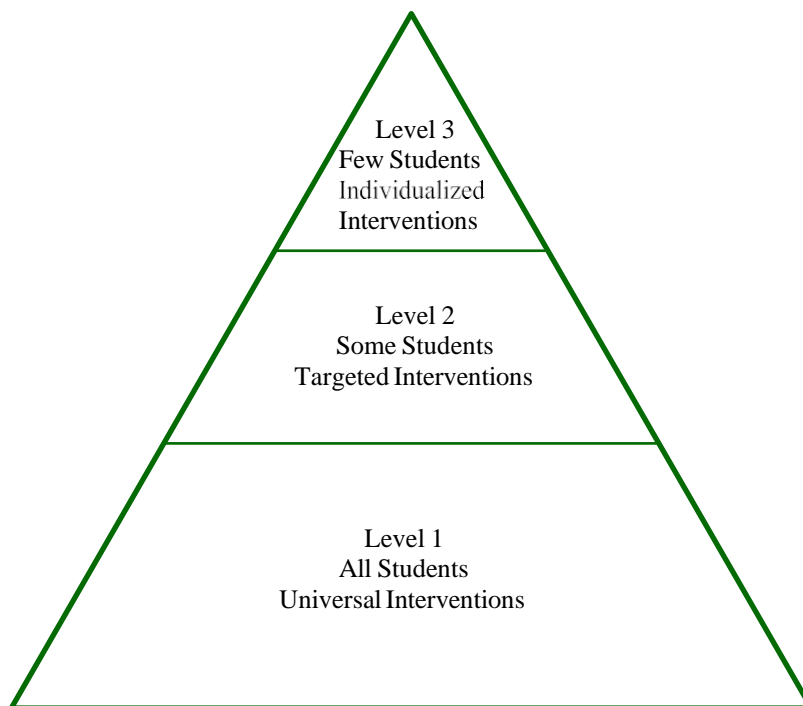 Level 3
Few Students
Individualized
Interventions
Level 2
Some Students
Targeted Interventions
Level 1
All Students
Universal Interventions